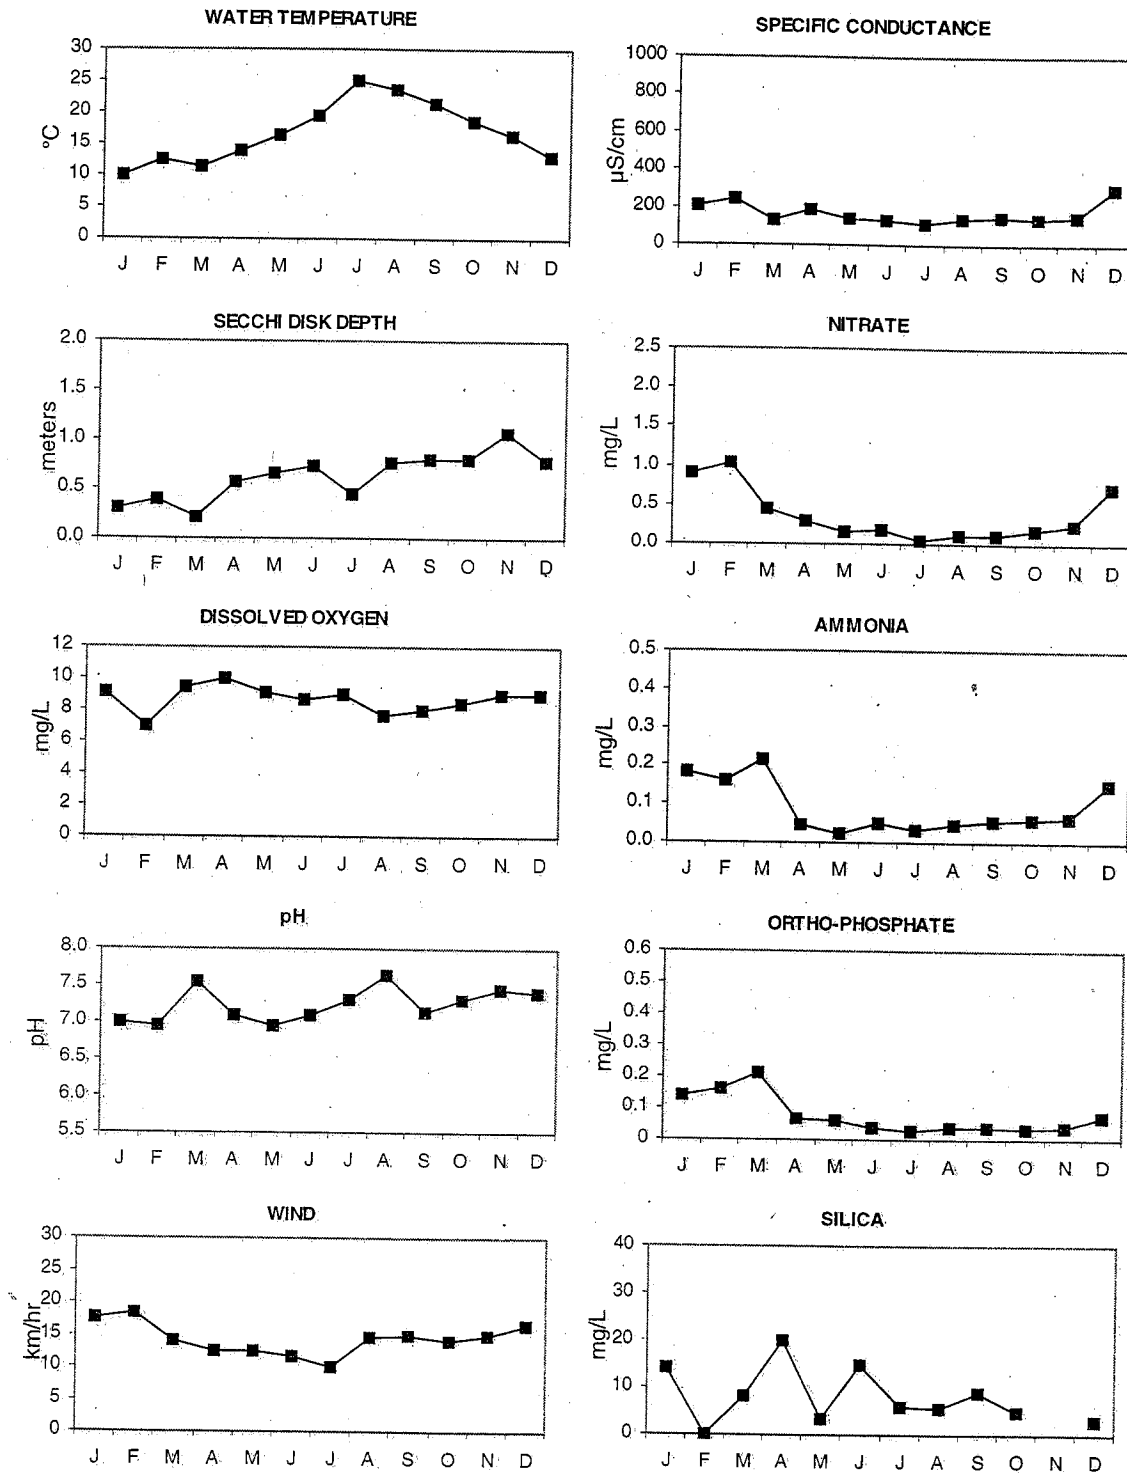 WATER TEMPERATURE
30
25
20
15
10
5
0
ºC
J F M A M J J A S O N D
SPECIFIC CONDUCTANCE
1000
800
600
400
200
0
µS/cm
J F M A M J J A S O N D
SECCHI DISK DEPTH
2.0
1.5
1.0
0.5
0.0
meters
J F M A M J J A S O N D
NITRATE
2.5
2.0
1.5
1.0
0.5
0.0
mg/L
J F M A M J J A S O N D
DISSOLVED OXYGEN
12
10
8
6
4
2
0
mg/L
J F M A M J J A S O N D
AMMONIA
0.5
0.4
0.3
0.2
0.1
0.0
mg/L
J F M A M J J A S O N D
pH
8.0
7.5
7.0
6.5
6.0
5.5
pH
J F M A M J J A S O N D
ORTHO-PHOSPHATE
0.6
0.5
0.4
0.3
0.2
0.1
0
mg/L
J F M A M J J A S O N D
WIND
30
25
20
15
10
5
0
km/hr
J F M A M J J A S O N D
SILICA
40
30
20
10
0
mg/L
J F M A M J J A S O N D